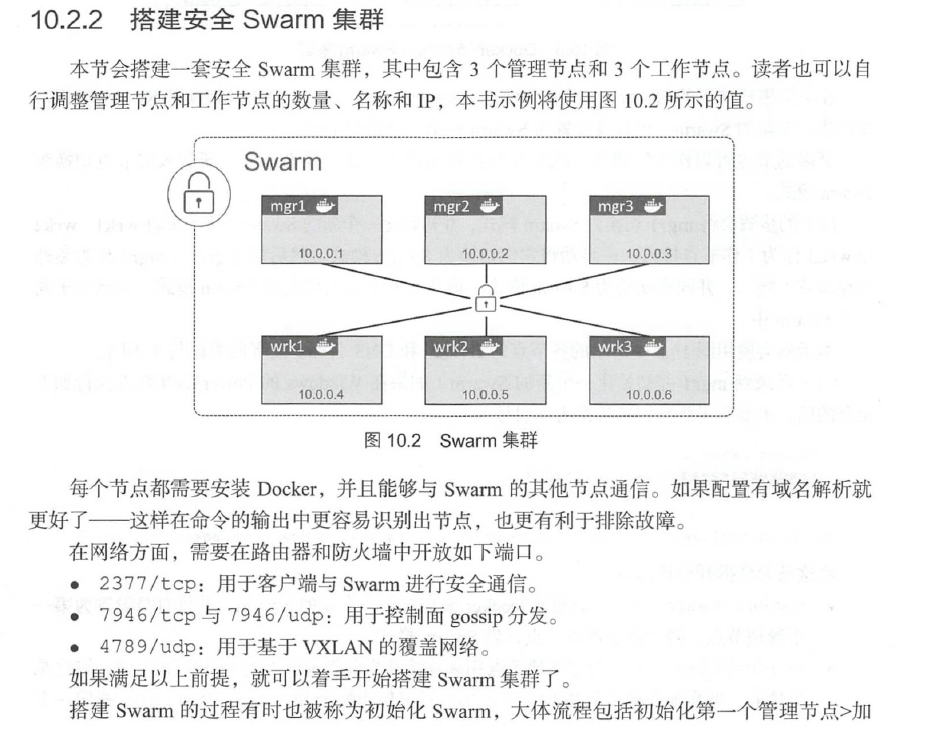 10.2.2 搭建安全 Swarm 集群
本节会搭建一套安全 Swarm 集群，其中包含 3 个管理节点和 3 个工作节点。读者也可以自
行调整管理节点和工作节点的数量、名称和 IP，本书示例将使用图 10.2 所示的值。
Swarm
mgr1 mgr2 mgr3
10.0.0.1 10.0.0.2 10.0.0.3
wrk1 wrk2 wrk3
10.0.0.4 10.0.0.5 10.0.0.6
图 10.2 Swarm 集群
每个节点都需要安装 Docker，并且能够与 Swarm 的其他节点通信。如果配置有域名解析就
更好了——这样在命令的输出中更容易识别出节点，也更有利于排除故障。
在网络方面，需要在路由器和防火墙中开放如下端口。
● 2377/tcp：用于客户端与 Swarm 进行安全通信。
● 7946/tcp 与 7946/udp：用于控制面 gossip 分发。
● 4789/udp：用于基于 VXLAN 的覆盖网络。
如果满足以上前提，就可以着手开始搭建 Swarm 集群了。
搭建 Swarm 的过程有时也被称为初始化 Swarm，大体流程包括初始化第一个管理节点>加